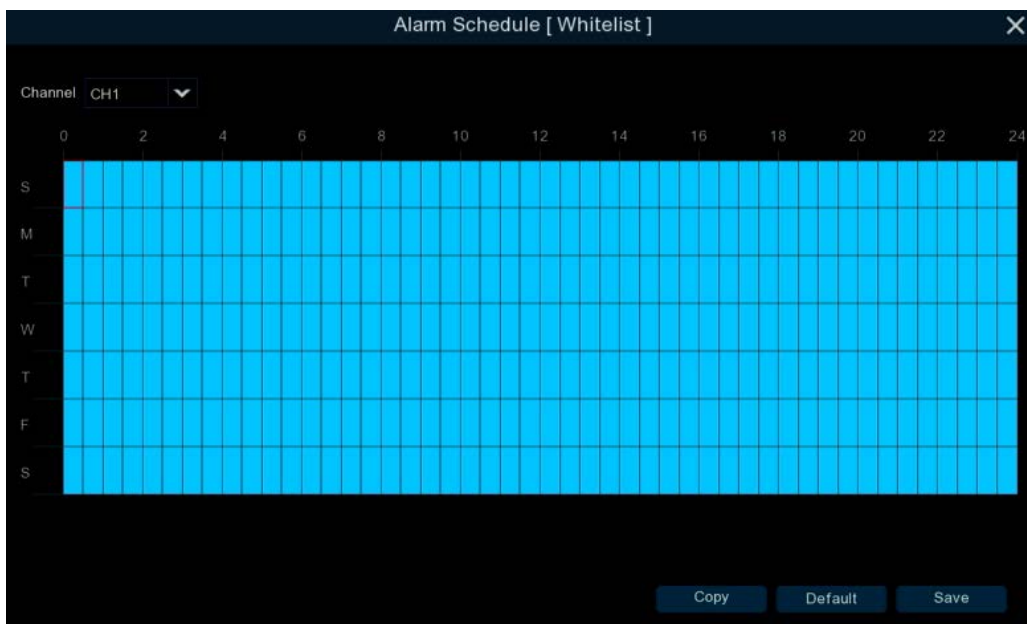 Alarm Schedule [ Whitelist ]
Channel CH1
0 2 4 6 8 10 12 14 16 18 20 22 24
S
M
T
W
T
F
S
Copy Default Save